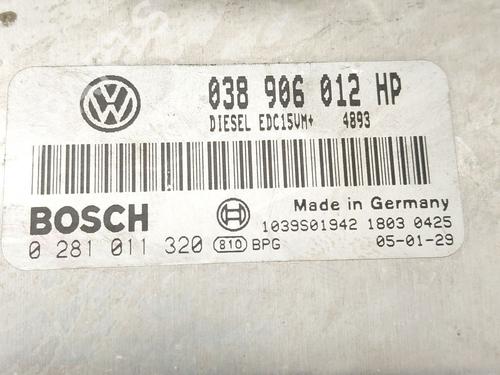 038 906 012 HP
DIESEL EDC15VM+ 4893
BOSCH
Made in Germany
1039S01942 1803 0425
0 281 011 320 810 BPG 05-01-29